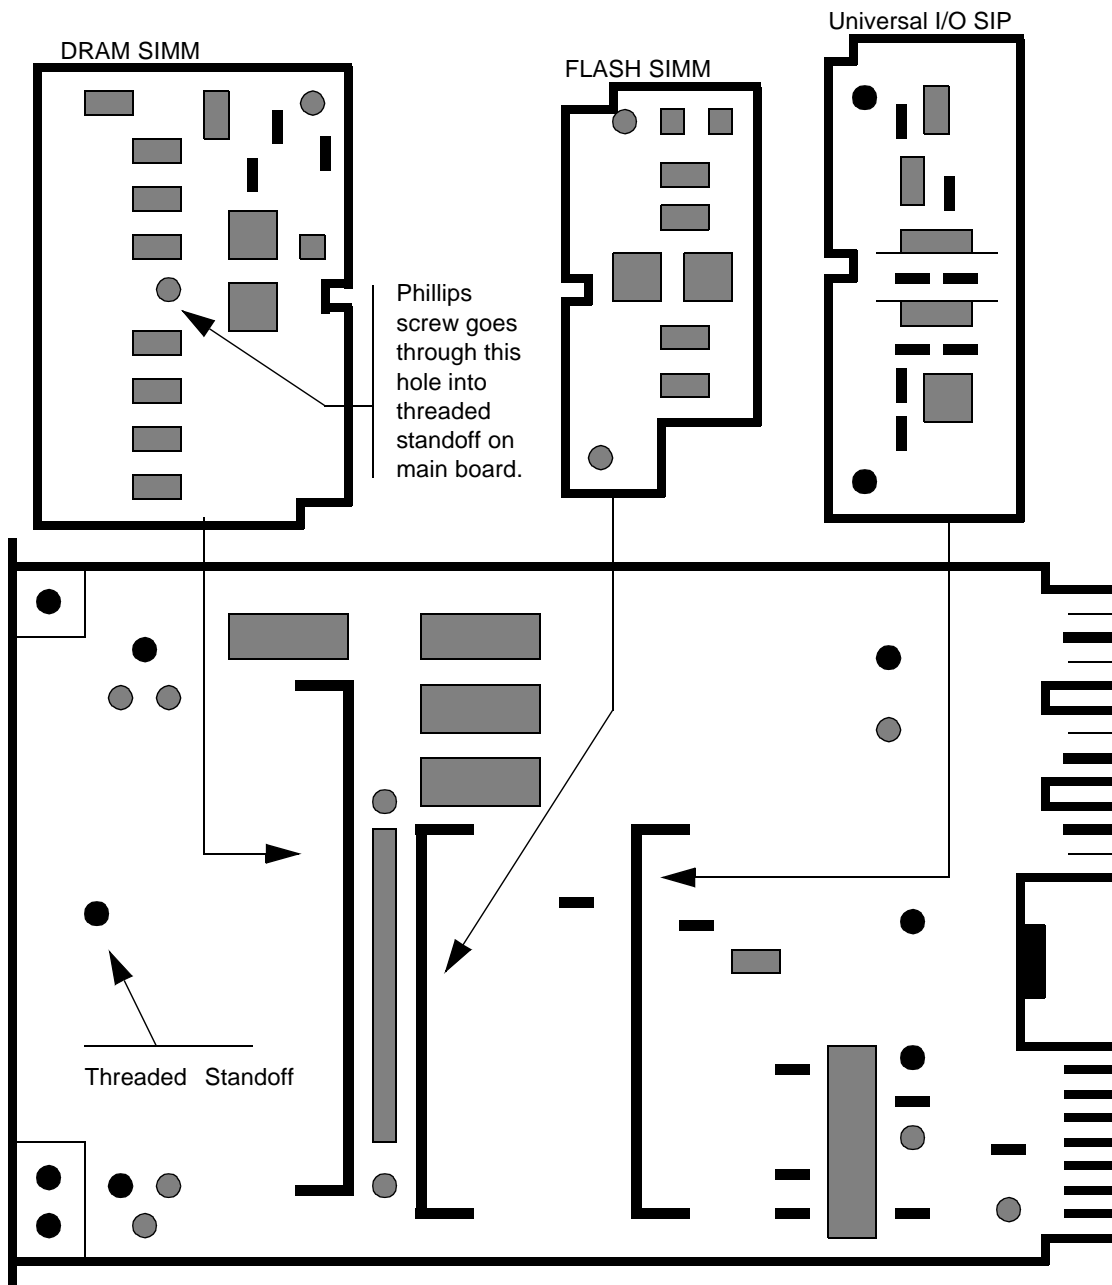 DRAM SIMM
FLASH SIMM
Universal I/O SIP
Phillips
screw goes
through this
hole into
threaded
standoff on
main board.
Threaded Standoff